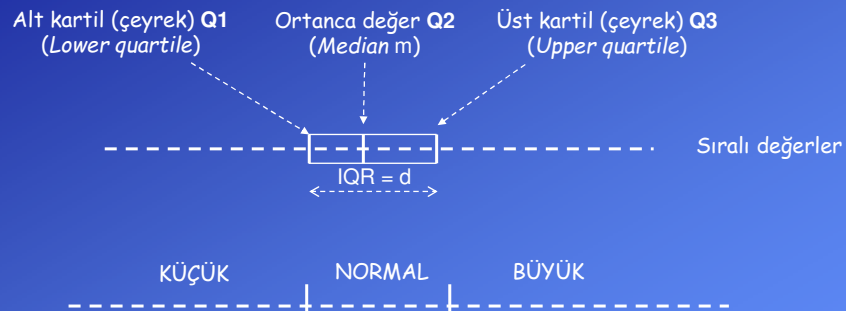 Alt kartil (çeyrek) Q1
(Lower quartile)
Ortanca değer Q2
(Median m)
Üst kartil (çeyrek) Q3
(Upper quartile)
Sıralı değerler
IQR = d
KÜÇÜK NORMAL BÜYÜK